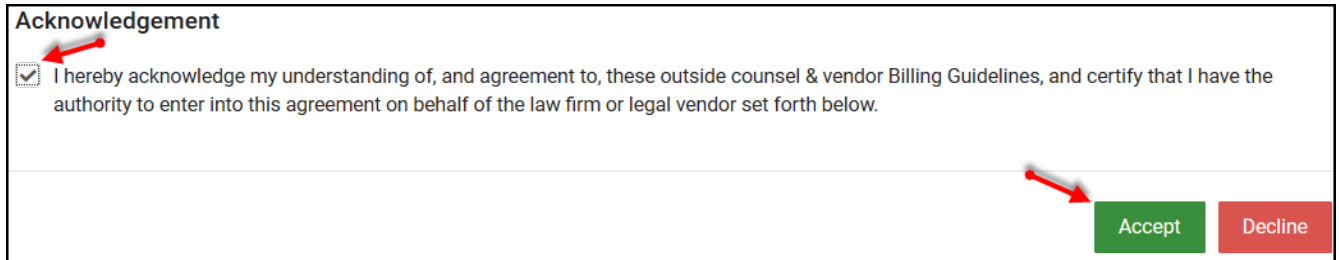 Acknowledgement
I hereby acknowledge my understanding of, and agreement to, these outside counsel & vendor Billing Guidelines, and certify that I have the
authority to enter into this agreement on behalf of the law firm or legal vendor set forth below.
Accept Decline